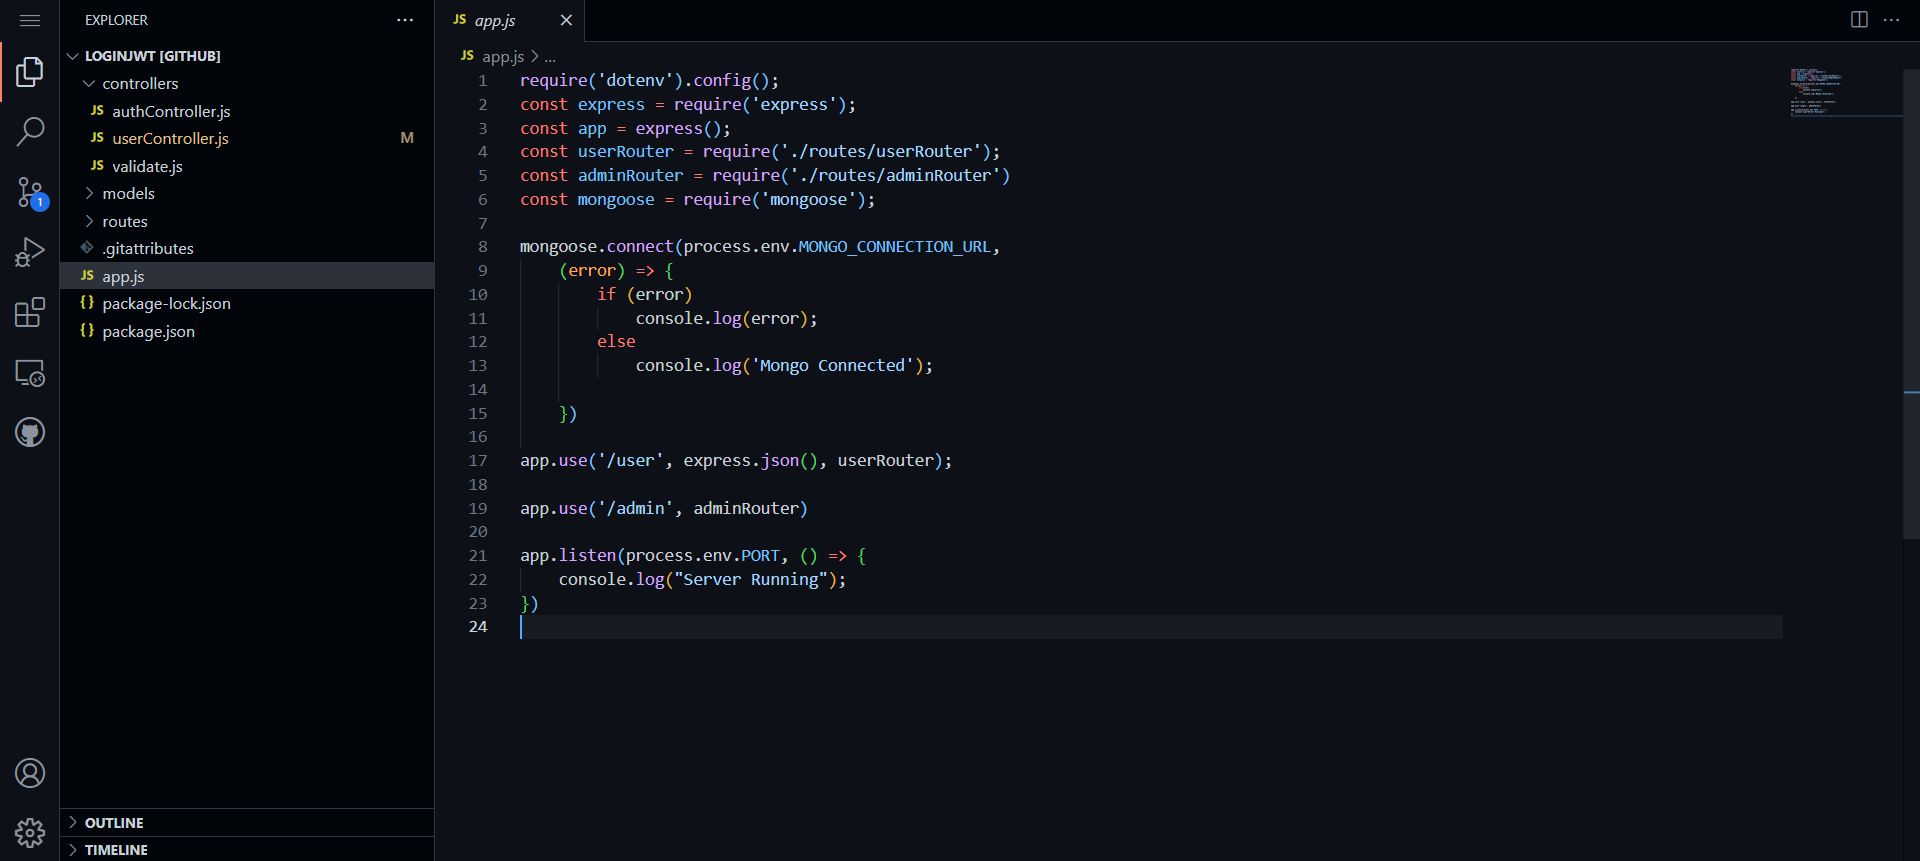 EXPLORER
LOGINJWT [GITHUB]
controllers
JS authController.js
JS userController.js M
JS validate.js
models
routes
.gitattributes
JS app.js
{} package-lock.json
{} package.json
1
OUTLINE
TIMELINE
JS app.js
JS app.js > ...
1 require('dotenv').config();
2 const express = require('express');
3 const app = express();
4 const userRouter = require('./routes/userRouter');
5 const adminRouter = require('./routes/adminRouter')
6 const mongoose = require('mongoose');
7
8 mongoose.connect(process.env.MONGO_CONNECTION_URL,
9 (error) => {
10 if (error)
11 console.log(error);
12 else
13 console.log('Mongo Connected');
14
15 })
16
17 app.use('/user', express.json(), userRouter);
18
19 app.use('/admin', adminRouter)
20
21 app.listen(process.env.PORT, () => {
22 console.log("Server Running");
23 })
24